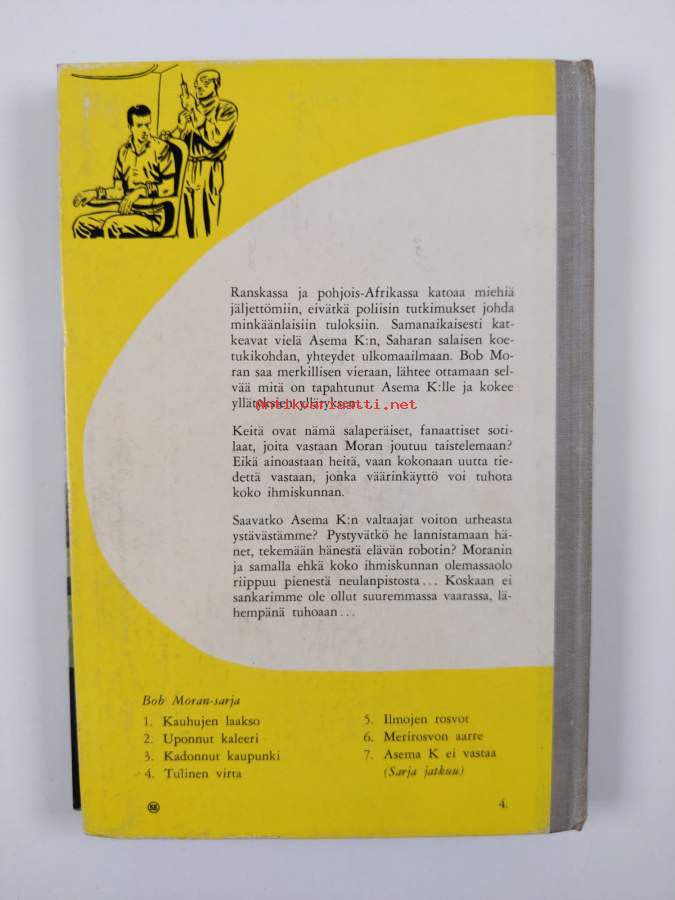 Ranskassa ja pohjois-Afrikassa katoaa miehiä
jäljettömiin, eivätkä poliisin tutkimukset johda
minkäänlaisiin tuloksiin. Samanaikaisesti kat-
keavat vielä Asema K:n, Saharan salaisen koe-
tukikohdan, yhteydet ulkomaailmaan. Bob Mo-
ran saa merkillisen vieraan, lähtee ottamaan sel-
vää mitä on tapahtunut Asema K:lle ja kokee
yllätyksien yllätyksen.
Antikvariaatti.net
Keitä ovat nämä salaperäiset, fanaattiset soti-
laat, joita vastaan Moran joutuu taistelemaan?
Eikä ainoastaan heitä, vaan kokonaan uutta tie-
dettä vastaan, jonka väärinkäyttö voi tuhota
koko ihmiskunnan.
Saavatko Asema K:n valtaajat voiton urheasta
ystävästämme? Pystyvätkö he lannistamaan hä-
net, tekemään hänestä elävän robotin? Moranin
ja samalla ehkä koko ihmiskunnan olemassaolo
riippuu pienestä neulanpistosta... Koskaan ei
sankarimme ole ollut suuremmassa vaarassa, lä-
hempänä tuhoaan...
Bob Moran-sarja
1. Kauhujen laakso
2. Uponnut kaleeri
3. Kadonnut kaupunki
4. Tulinen virta
5. Ilmojen rosvot
6. Merirosvon aarre
7. Asema K ei vastaa
(Sarja jatkuu)
4.